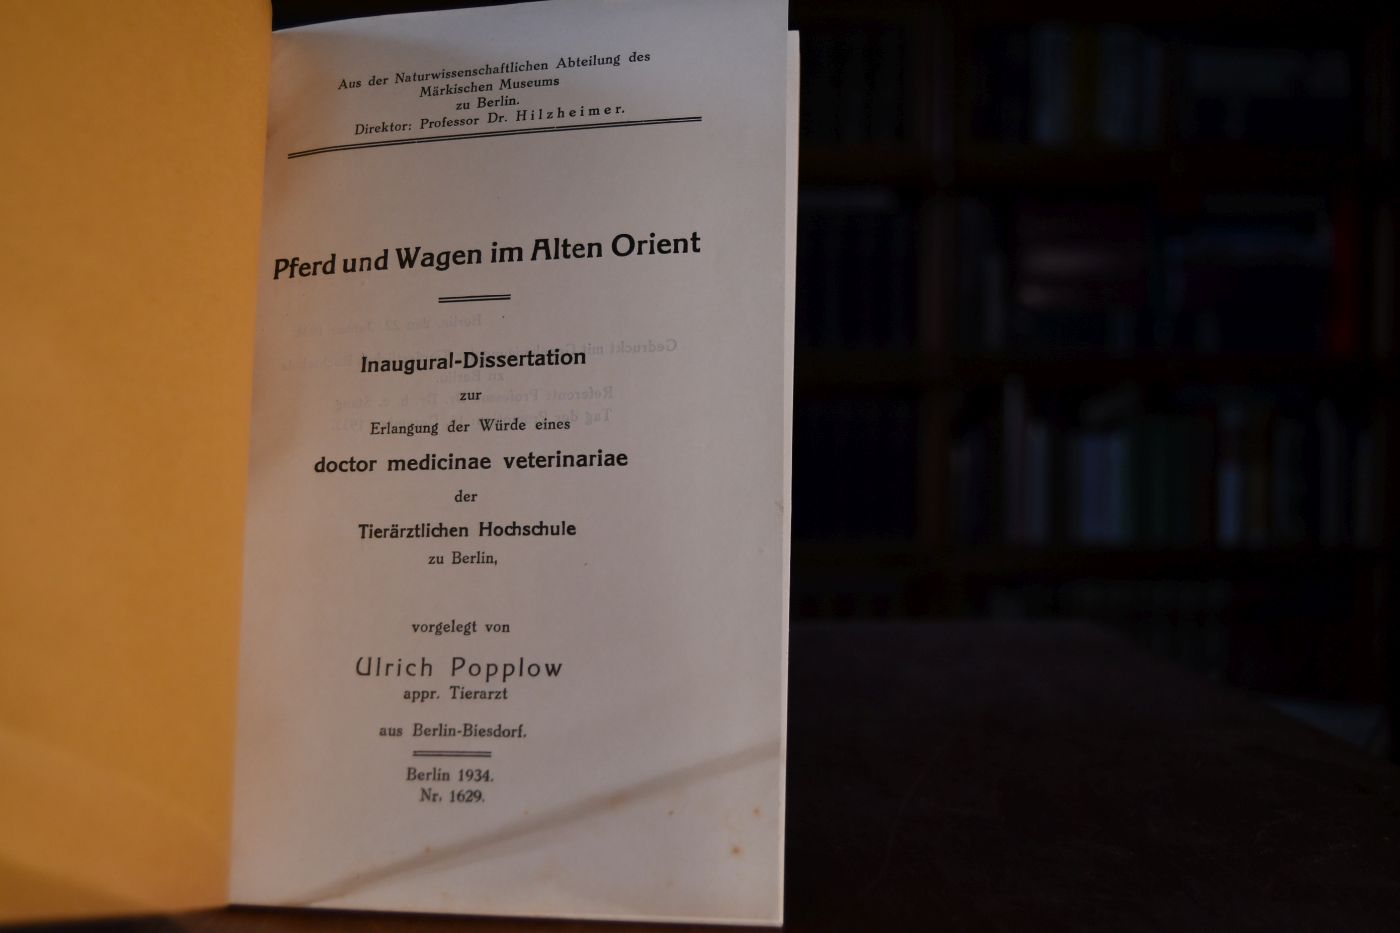 Aus der Naturwissenschaftlichen Abteilung des
Märkischen Museums
zu Berlin.
Direktor: Professor Dr. Hilzheimer.
Pferd und Wagen im Alten Orient
Inaugural-Dissertation
zur
Erlangung der Würde eines
doctor medicinae veterinariae
der
Tierärztlichen Hochschule
zu Berlin,
vorgelegt von
Ulrich Popplow
appr. Tierarzt
aus Berlin-Biesdorf.
Berlin 1934.
Nr. 1629.